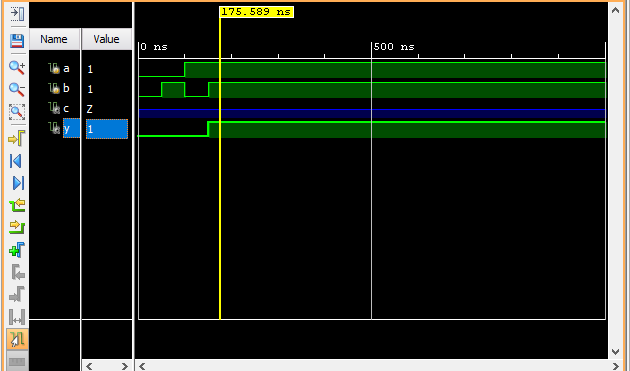 175.589 ns
Name Value
0 ns 500 ns
a 1
b 1
c Z
y 1